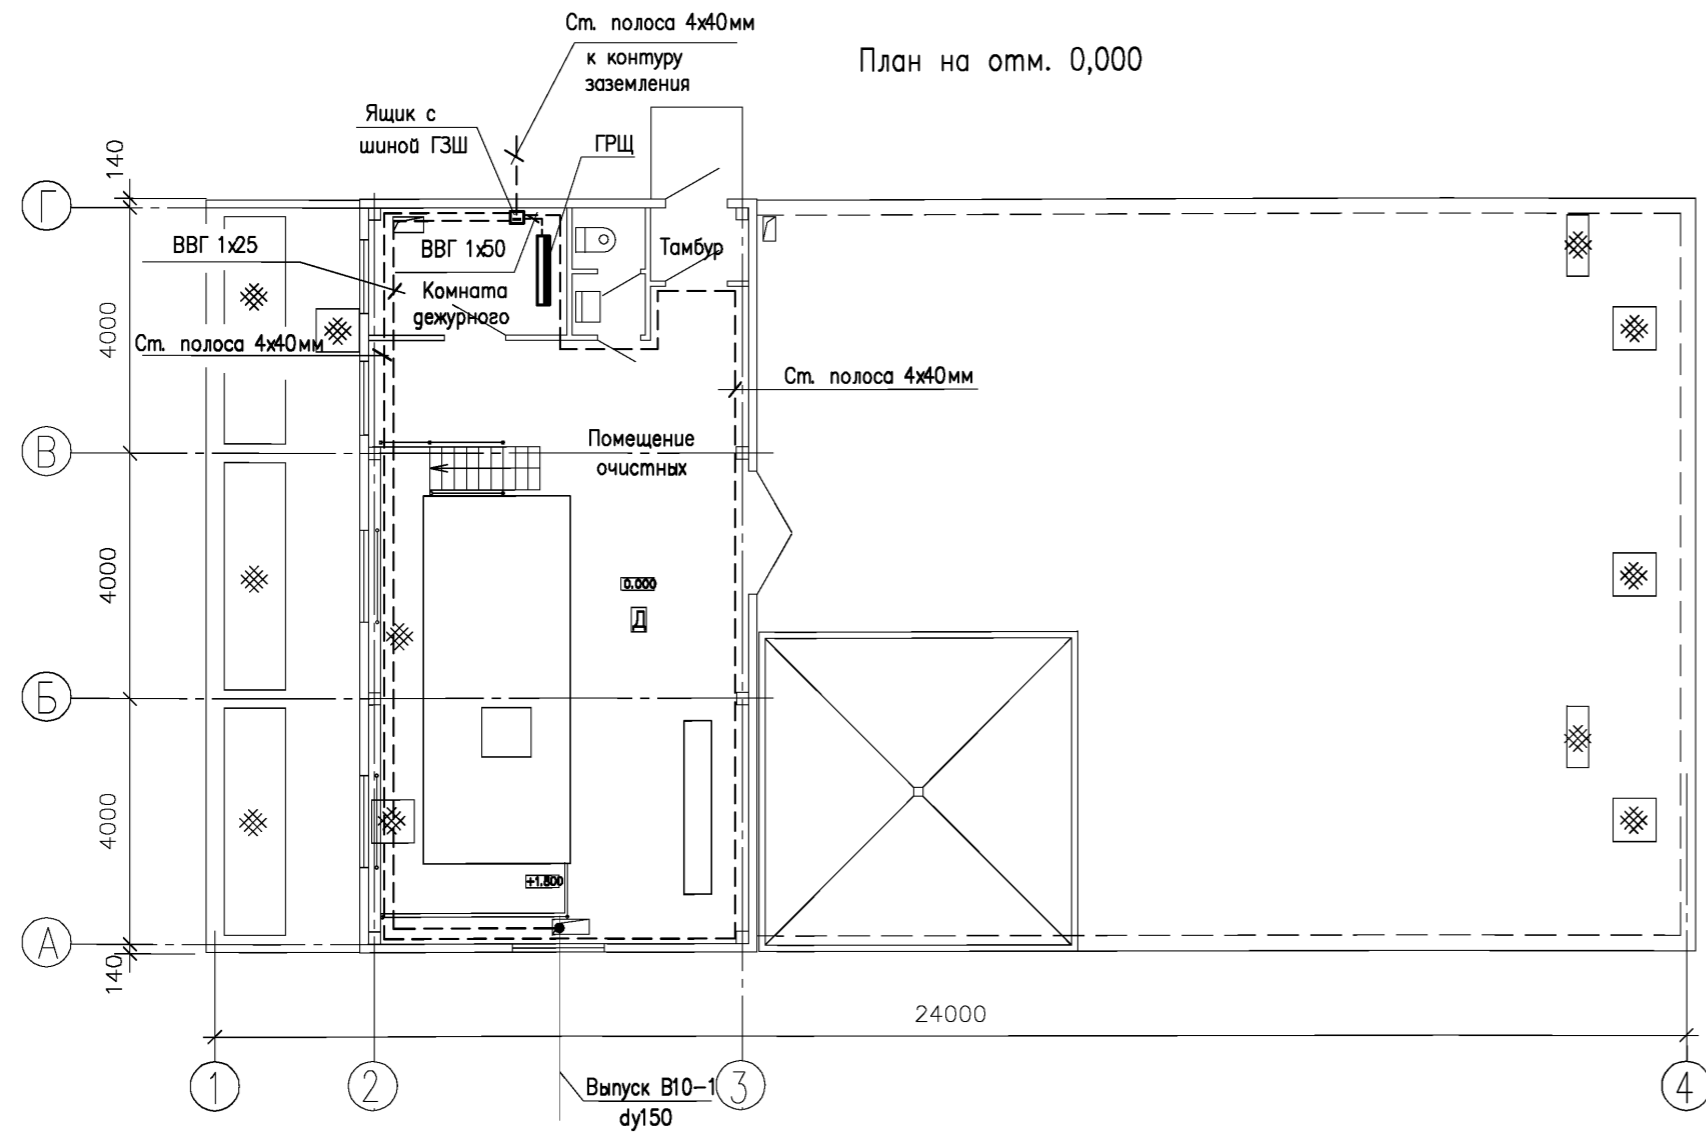 Ст. полоса 4х40мм
к контуру
заземления
План на отм. 0,000
Ящик с
шиной ГЗШ
ГРЩ
140
Г
ВВГ 1х25
ВВГ 1х50
Тамбур
Комната
дежурного
4000
Ст. полоса 4х40мм
Ст. полоса 4х40мм
В
Помещение
очистных
4000
0.000
Д
Б
4000
+1.800
А
140
24000
1
2
3
4
Выпуск В10-1
dy150